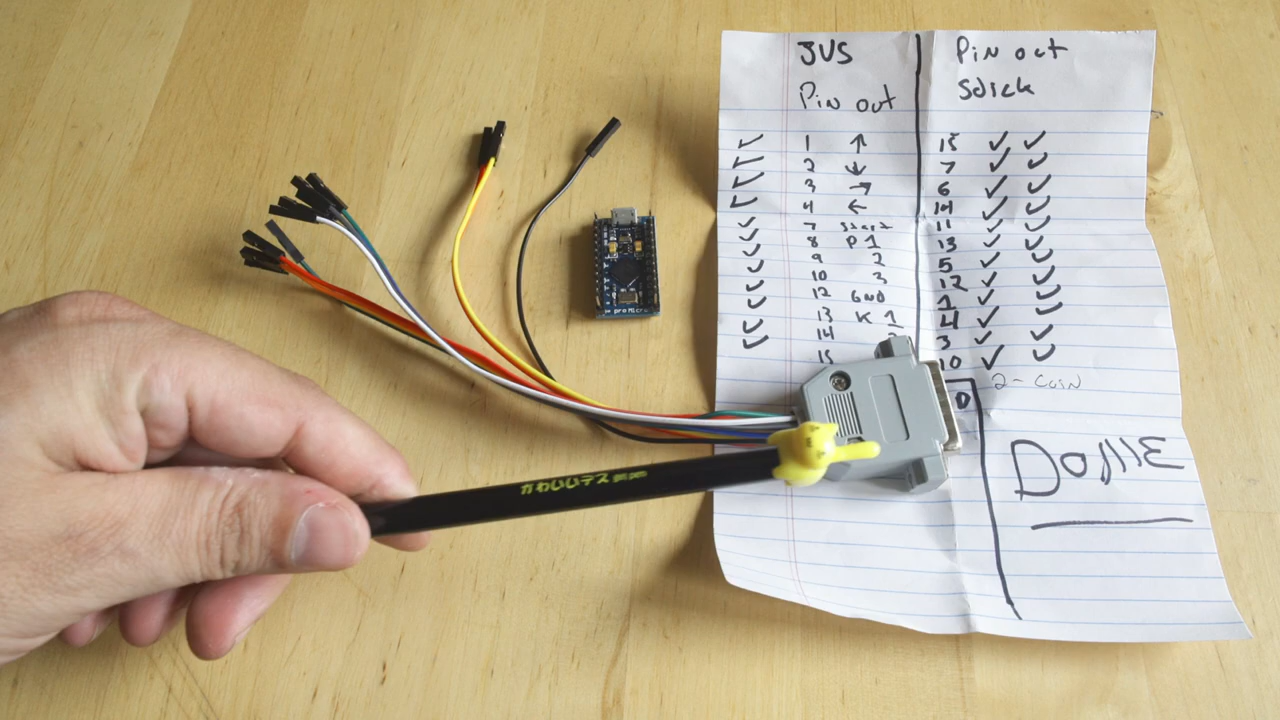 JVS
Pin out
Pin out
Stick
1 ↑ 15
2 ↓ 7
3 → 6
4 ← 14
7 Start 11
8 P 1 13
9 2 5
10 3 12
12 GND 1
13 K 1 4
14 3
15 10
2 - Coin
pro Micro
かわいいデス